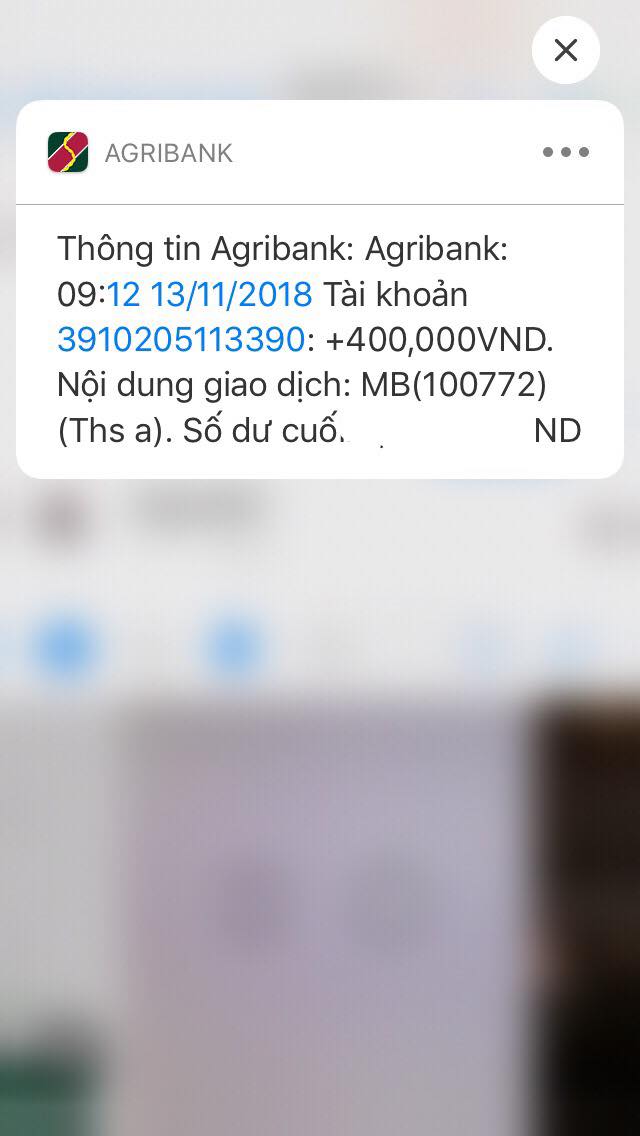 AGRIBANK
Thông tin Agribank: Agribank:
09:12 13/11/2018 Tài khoản
3910205113390: +400,000VND.
Nội dung giao dịch: MB(100772)
(Ths a). Số dư cuố ND